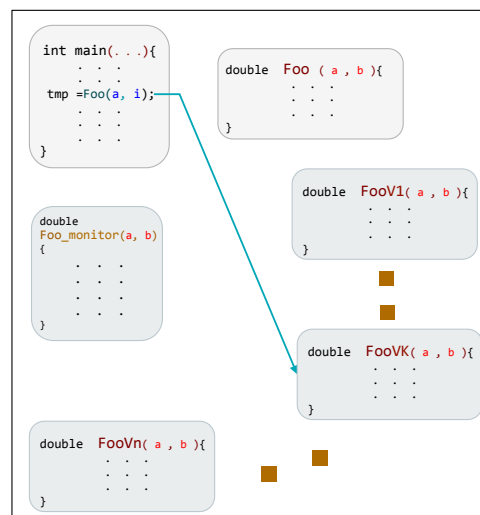 int main(. . .){
. . .
. . .
tmp =Foo(a, i);
. . .
. . .
. . .
}
double Foo ( a , b ){
. . .
. . .
. . .
}
double FooV1( a , b ){
. . .
. . .
. . .
}
double
Foo_monitor(a, b)
{
. . .
. . .
. . .
. . .
}
double FooVK( a , b ){
. . .
. . .
. . .
}
double FooVn( a , b ){
. . .
. . .
. . .
}